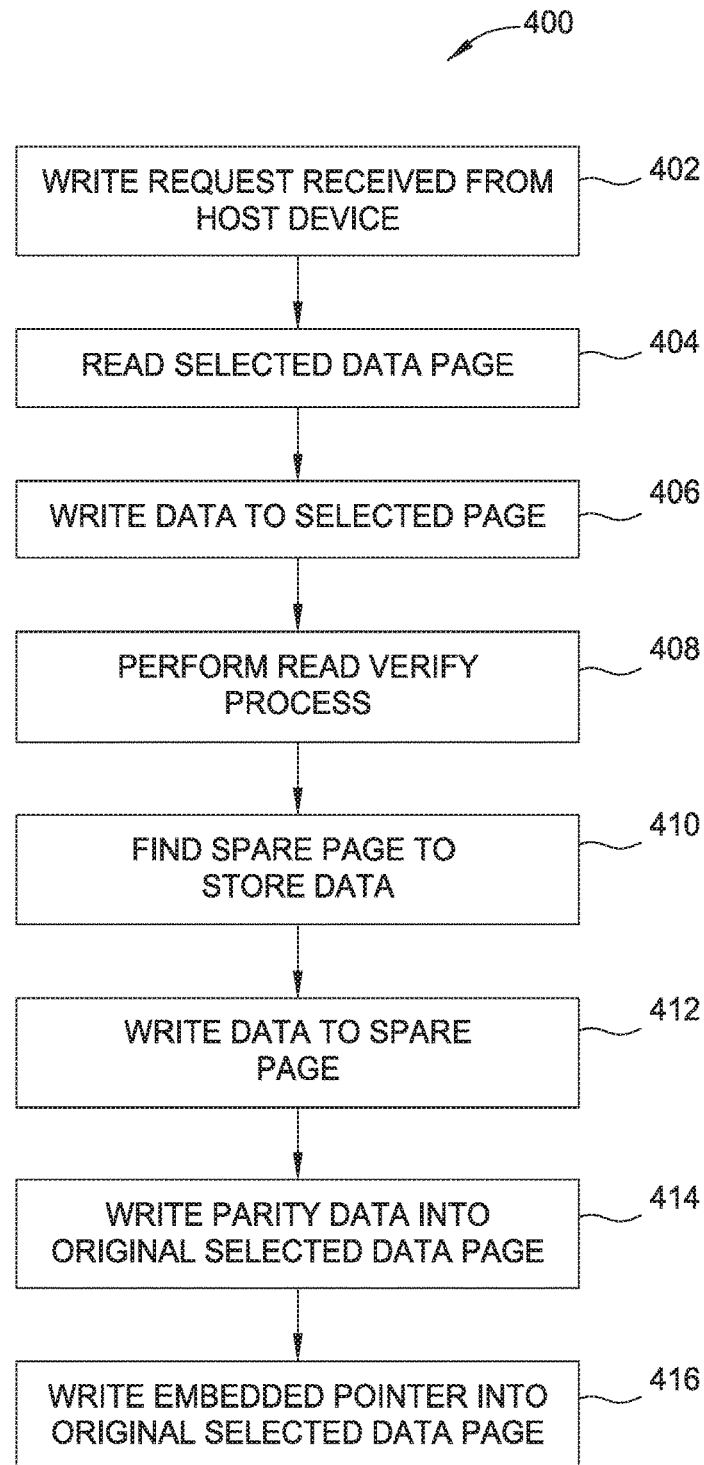 400
WRITE REQUEST RECEIVED FROM
HOST DEVICE
402
READ SELECTED DATA PAGE
404
WRITE DATA TO SELECTED PAGE
406
PERFORM READ VERIFY
PROCESS
408
FIND SPARE PAGE TO
STORE DATA
410
WRITE DATA TO SPARE
PAGE
412
WRITE PARITY DATA INTO
ORIGINAL SELECTED DATA PAGE
414
WRITE EMBEDDED POINTER INTO
ORIGINAL SELECTED DATA PAGE
416